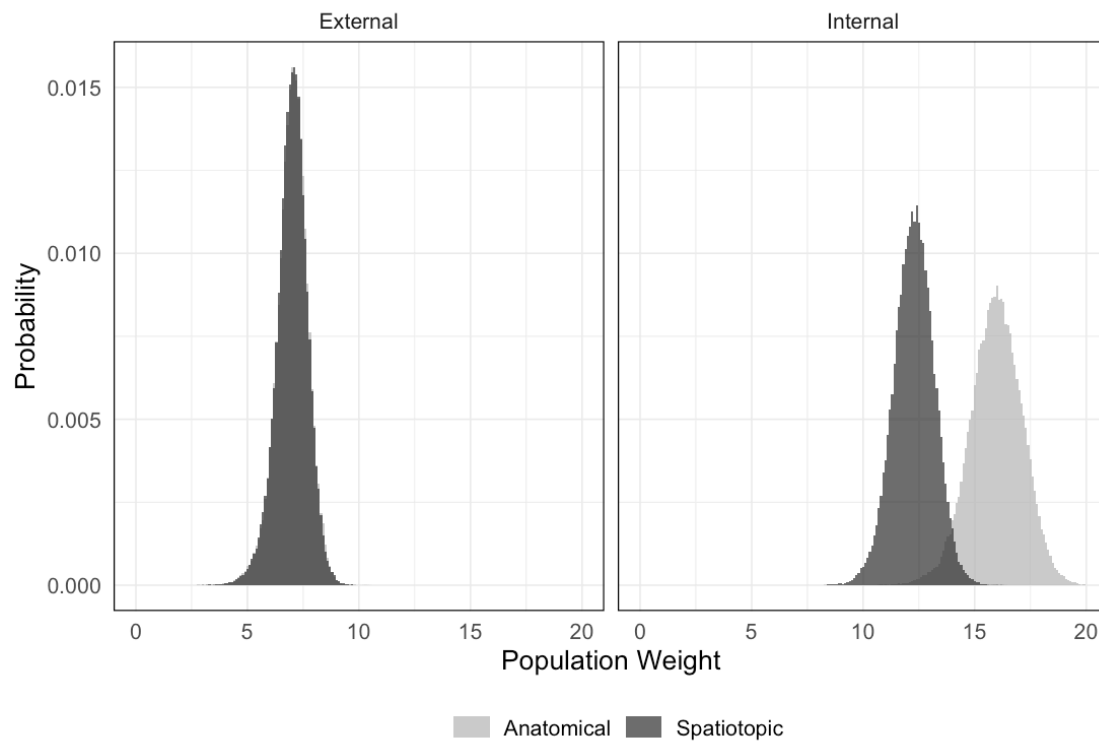 External Internal
Probability
0.015
0.010
0.005
0.000
0 5 10 15 20 0 5 10 15 20
Population Weight
Anatomical Spatiotopic